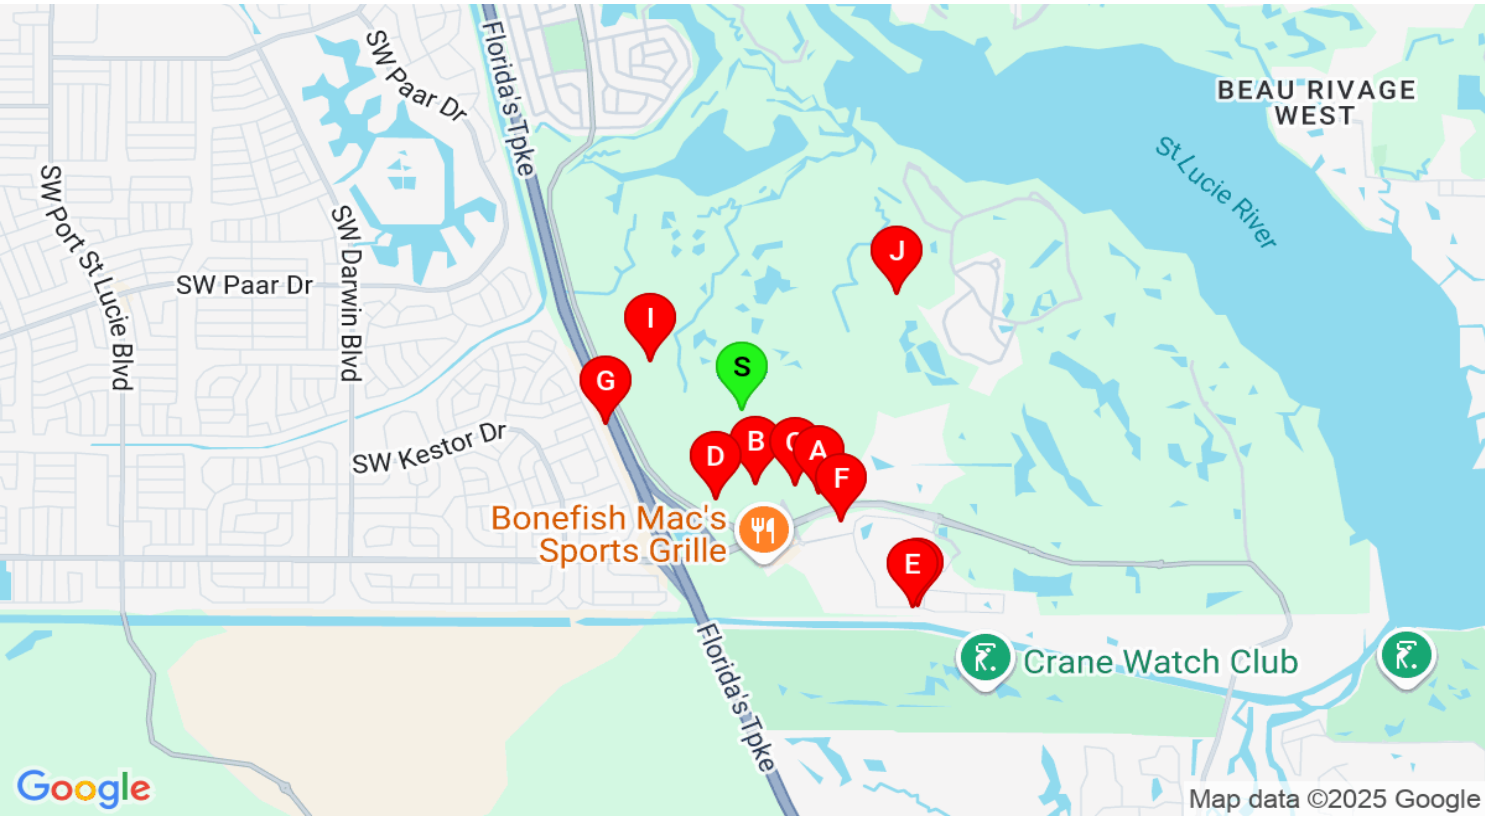 BEAU RIVAGE
WEST
St Lucie River
SW Paar Dr
Florida's Tpke
SW Port St Lucie Blvd
SW Darwin Blvd
SW Paar Dr
J
I
S
G
B
A
D
F
SW Kestor Dr
Bonefish Mac's
Sports Grille
E
Florida's Tpke
Crane Watch Club
Google
Map data ©2025 Google